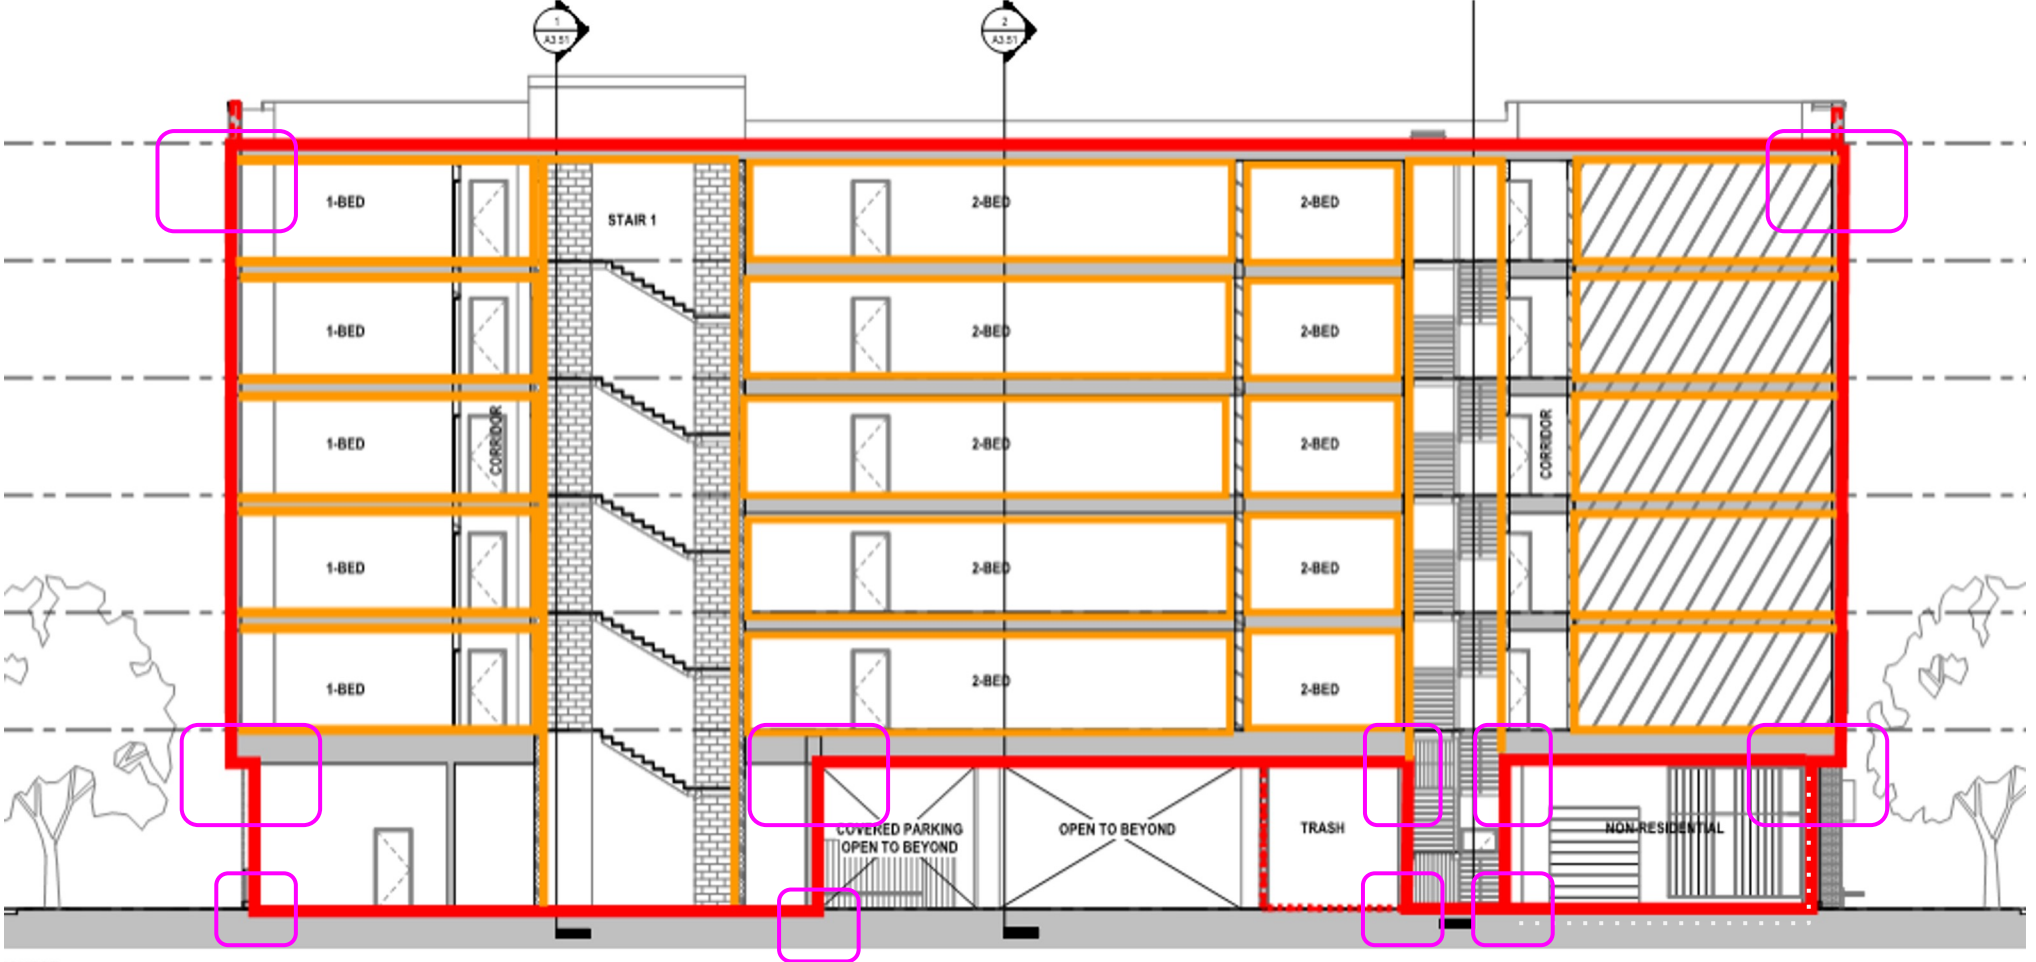 1
A3.51
2
A3.51
1-BED
STAIR 1
2-BED
2-BED
1-BED
2-BED
2-BED
1-BED
CORRIDOR
2-BED
2-BED
CORRIDOR
1-BED
2-BED
2-BED
1-BED
2-BED
2-BED
COVERED PARKING
OPEN TO BEYOND
OPEN TO BEYOND
TRASH
NON-RESIDENTIAL